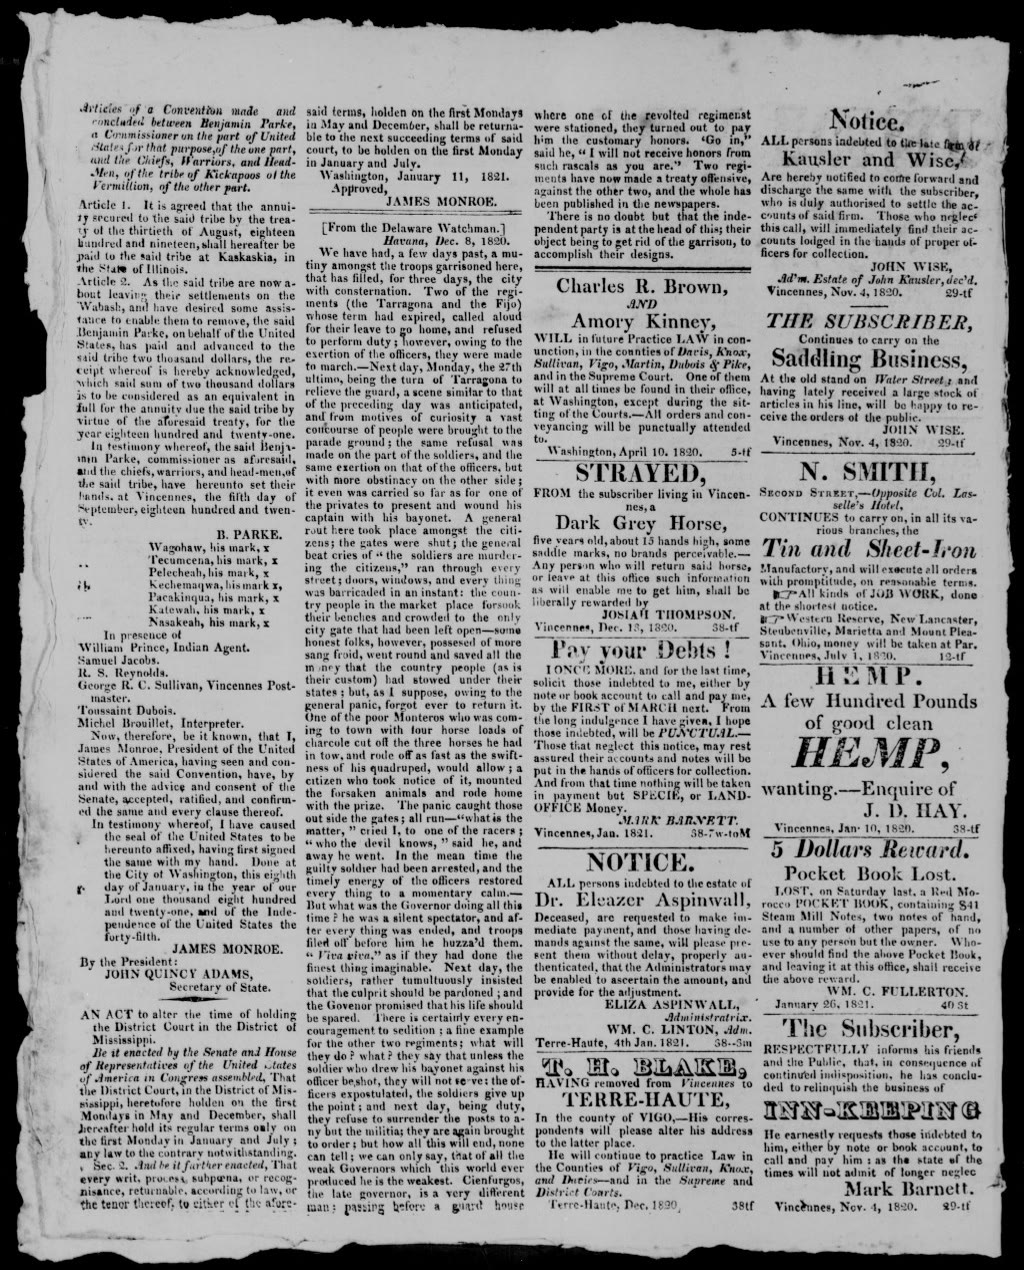 Articles of a Convention made and
concluded between Benjamin Parke,
a Commissioner on the part of United
States for that purpose, of the one part,
and the Chiefs, Warriors, and Head-
Men, of the tribe of Kickapoos of the
Vermillion, of the other part.
Article 1. It is agreed that the annui-
ty secured to the said tribe by the trea-
ty of the thirtieth of August, eighteen
hundred and nineteen, shall hereafter be
paid to the said tribe at Kaskaskia, in
the State of Illinois.
Article 2. As the said tribe are now a-
bout leaving their settlements on the
Wabash, and have desired some assis-
tance to enable them to remove, the said
Benjamin Parke, on behalf of the United
States, has paid and advanced to the
said tribe two thousand dollars, the re-
ceipt whereof is hereby acknowledged,
which said sum of two thousand dollars
is to be considered as an equivalent in
full for the annuity due the said tribe by
virtue of the aforesaid treaty, for the
year eighteen hundred and twenty-one.
In testimony whereof, the said Benja-
min Parke, commissioner as aforesaid,
and the chiefs, warriors, and head-men, of
the said tribe, have hereunto set their
hands, at Vincennes, the fifth day of
September, eighteen hundred and twen-
ty.
B. PARKE.
Wagohaw, his mark, x
Tecumcena, his mark, x
Pelecheah, his mark, x
Kechemaqwa, his mark x,
Pacakinqua, his mark, x
Katewah, his mark, x
Nasakeah, his mark, x
In presence of
William Prince, Indian Agent.
Samuel Jacobs.
R. S. Reynolds.
George R. C. Sullivan, Vincennes Post-
master.
Toussaint Dubois.
Michel Brouillet, Interpreter.
Now, therefore, be it known, that I,
James Monroe, President of the United
States of America, having seen and con-
sidered the said Convention, have, by
and with the advice and consent of the
Senate, accepted, ratified, and confirm-
ed the same and every clause thereof.
In testimony whereof, I have caused
the seal of the United States to be
hereunto affixed, having first signed
the same with my hand. Done at
the City of Washington, this eighth
day of January, in the year of our
Lord one thousand eight hundred
and twenty-one, and of the Inde-
pendence of the United States the
forty-fifth.
JAMES MONROE.
By the President:
JOHN QUINCY ADAMS,
Secretary of State.
AN ACT to alter the time of holding
the District Court in the District of
Mississippi.
Be it enacted by the Senate and House
of Representatives of the United States
of America in Congress assembled, That
the District Court, in the District of Mis-
sissippi, heretofore holden on the first
Mondays in May and December, shall
hereafter hold its regular terms only on
the first Monday in January and July;
any law to the contrary notwithstanding.
Sec. 2. And be it further enacted, That
every writ, process, subpœna, or recog-
nisance, returnable, according to law, or
the tenor thereof, to either of the afore-
said terms, holden on the first Mondays
in May and December, shall be returna-
ble to the next succeeding terms of said
court, to be holden on the first Monday
in January and July.
Washington, January 11, 1821.
Approved,
JAMES MONROE.
[From the Delaware Watchman.]
Havana, Dec. 8, 1820.
We have had, a few days past, a mu-
tiny amongst the troops garrisoned here,
that has filled, for three days, the city
with consternation. Two of the regi-
ments (the Tarragona and the Fijo)
whose term had expired, called aloud
for their leave to go home, and refused
to perform duty; however, owing to the
exertion of the officers, they were made
to march.—Next day, Monday, the 27th
ultimo, being the turn of Tarragona to
relieve the guard, a scene similar to that
of the preceding day was anticipated,
and from motives of curiosity a vast
concourse of people were brought to the
parade ground; the same refusal was
made on the part of the soldiers, and the
same exertion on that of the officers, but
with more obstinacy on the other side;
it even was carried so far as for one of
the privates to present and wound his
captain with his bayonet. A general
rout here took place amongst the citi-
zens; the gates were shut; the general
beat cries of "the soldiers are murder-
ing the citizens," ran through every
street; doors, windows, and every thing
was barricaded in an instant: the coun-
try people in the market place forsook
their benches and crowded to the only
city gate that had been left open—some
honest folks, however, possesed of more
sang froid, went round and saved all the
money that the country people (as is
their custom) had stowed under their
states; but, as I suppose, owing to the
general panic, forgot ever to return it.
One of the poor Monteros who was com-
ing to town with four horse loads of
charcole cut off the three horses he had
in tow, and rode off as fast as the swift-
ness of his quadruped, would allow; a
citizen who took notice of it, mounted
the forsaken animals and rode home
with the prize. The panic caught those
out side the gates; all run—"what is the
matter," cried I, to one of the racers;
"who the devil knows," said he, and
away he went. In the mean time the
guilty soldier had been arrested, and the
timely energy of the officers restored
every thing to a momentary calm.—
But what was the Governor doing all this
time? he was a silent spectator, and af-
ter every thing was ended, and troops
filed off before him he huzza'd them.
"Viva viva," as if they had done the
finest thing imaginable. Next day, the
soldiers, rather tumultuously insisted
that the culprit should be pardoned; and
the Govenor promised that his life should
be spared. There is certainly every en-
couragement to sedition; a fine example
for the other two regiments; what will
they do? what? they say that unless the
soldier who drew his bayonet against his
officer be shot, they will not serve: the of-
ficers expostulated, the soldiers give up
the point; and next day, being duty,
they refuse to surrender the posts to a-
ny but the militia; they are again brought
to order; but how all this will end, none
can tell; we can only say, that of all the
weak Governors which this world ever
produced he is the weakest. Cienfurgos,
the late governor, is a very different
man; passing before a guard house
where one of the revolted regimenst
were stationed, they turned out to pay
him the customary honors. 'Go in,"
said he, "I will not receive honors from
such rascals as you are." Two regi-
ments have now made a treaty offensive,
against the other two, and the whole has
been published in the newspapers.
There is no doubt but that the inde-
pendent party is at the head of this; their
object being to get rid of the garrison, to
accomplish their designs.
Charles R. Brown,
AND
Amory Kinney,
WILL in future Practice LAW in con-
unction, in the connties of Davis, Knox,
Sullivan, Vigo, Martin, Dubois & Pike,
and in the Supreme Court. One of them
will at all times be found in their office,
at Washington, except during the sit-
ting of the Courts.—All orders and con-
veyancing will be punctually attended
to.
Washington, April 10. 1820. 5-tf
STRAYED,
FROM the subscriber living in Vincen-
nes, a
Dark Grey Horse,
five years old, about 15 hands high, some
saddle marks, no brands perceivable.—
Any person who will return said horse,
or leave at this office such information
as will enable me to get him, shall be
liberally rewarded by
JOSIAH THOMPSON.
Vincennes, Dec. 13, 1820. 38-tf
Pay your Debts!
I ONCE MORE, and for the last time,
solicit those indebted to me, either by
note or book account to call and pay me,
by the FIRST of MARCH next. From
the long indulgence I have given, I hope
those indebted, will be PUNCTUAL.—
Those that neglect this notice, may rest
assured their accounts and notes will be
put in the hands of officers for collection.
And from that time nothing will be taken
in payment but SPECIE, or LAND-
OFFICE Money.
MARK BARNETT.
Vincennes, Jan. 1821. 38-7w-toM
NOTICE.
ALL persons indebted to the estate of
Dr. Eleazer Aspinwall,
Deceased, are requested to make im-
mediate payment, and those having de-
mands against the same, will please pre-
sent them without delay, properly au-
thenticated, that the Administrators may
be enabled to ascertain the amount, and
provide for the adjustment.
ELIZA ASPINWALL,
Administratrix.
WM. C. LINTON, Adm.
Terre-Haute, 4th Jan. 1821. 38--3m
T. H. BLAKE,
HAVING removed from Vincennes to
TERRE-HAUTE,
In the county of VIGO,—His corres-
pondents will please alter his address
to the latter place.
He will continue to practice Law in
the Counties of Vigo, Sullivan, Knox,
and Davies—and in the Supreme and
District Courts.
Terre-Haute, Dec. 1820, 38tf
Notice.
ALL persons indebted to the late firm of
Kausler and Wise,
Are hereby notified to come forward and
discharge the same with the subscriber,
who is duly authorised to settle the ac-
counts of said firm. Those who neglect
this call, will immediately find their ac-
counts lodged in the hands of proper of-
ficers for collection.
JOHN WISE,
Ad'm. Estate of John Kausler, dec'd.
Vincennes, Nov. 4, 1820. 29-tf
THE SUBSCRIBER,
Continues to carry on the
Saddling Business,
At the old stand on Water Street; and
having lately received a large stock of
articles in his line, will be happy to re-
ceive the orders of the public.
JOHN WISE.
Vincennes, Nov. 4, 1820. 29-tf
N. SMITH,
SECOND STREET,—Opposite Col. Las-
selle's Hotel,
CONTINUES to carry on, in all its va-
rious branches, the
Tin and Sheet-Iron
Manufactory, and will execute all orders
with promptitude, on reasonable terms.
☞All kinds of JOB WORK, done
at the shortest notice.
☞Western Reserve, New Lancaster,
Steubenville, Marietta and Mount Plea-
sant, Ohio, money will be taken at Par.
Vincennes, July 1, 1820. 12-tf
HEMP.
A few Hundred Pounds
of good clean
HEMP,
wanting.—Enquire of
J. D. HAY.
Vincennes, Jan· 10, 1820. 38-tf
5 Dollars Reward.
Pocket Book Lost.
LOST, on Saturday last, a Red Mo-
rocco POCKET BOOK, containing $41
Steam Mill Notes, two notes of hand,
and a number of other papers, of no
use to any person but the owner. Who-
ever should find the above Pocket Book,
and leaving it at this office, shall receive
the above reward.
WM. C. FULLERTON.
January 26, 1821. 40 3t
The Subscriber,
RESPECTFULLY informs his friends
and the Public, that, in consequence of
continued indisposition, he has conclu-
ded to relinquish the business of
INN-KEEPING
He earnestly requests those indebted to
him, either by note or book account, to
call and pay him: as the state of the
times will not admit of longer neglec
Mark Barnett.
Vincennes, Nov. 4, 1820. 29-tf